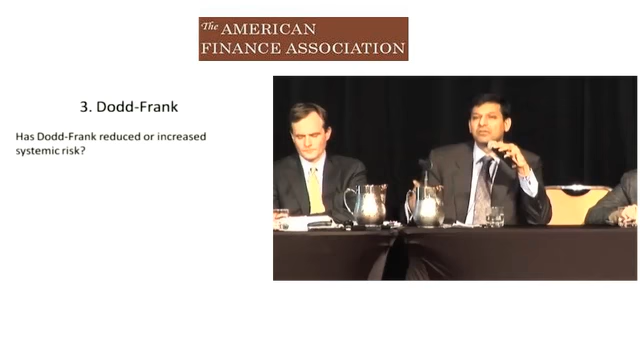 The AMERICAN
FINANCE ASSOCIATION
3. Dodd-Frank
Has Dodd-Frank reduced or increased
systemic risk?